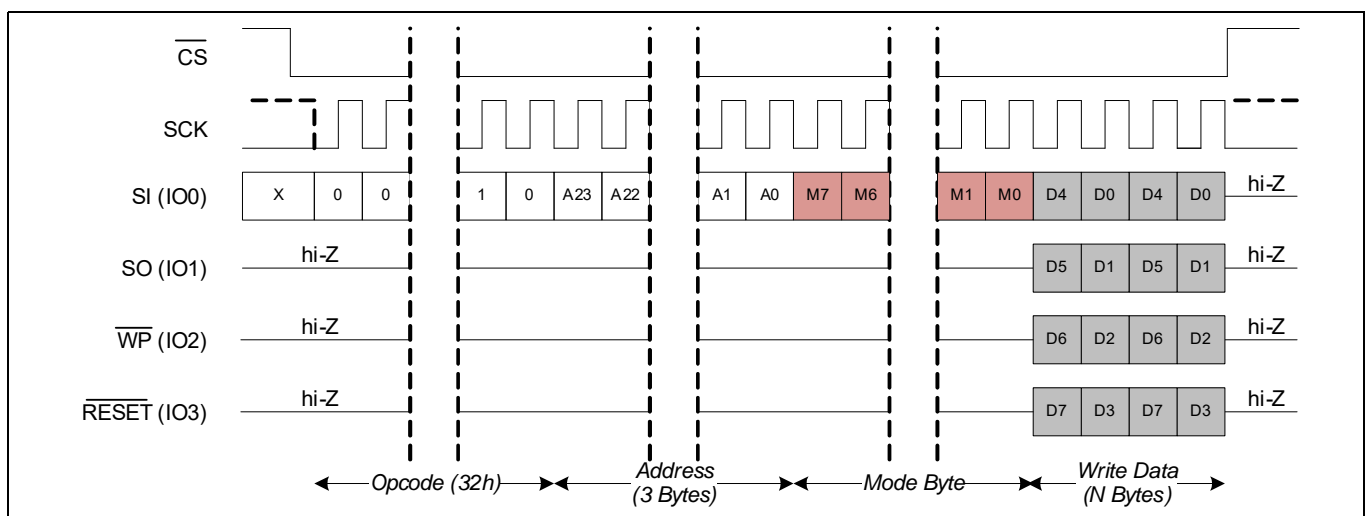 CS
SCK
SI (IO0) X 0 0 1 0 A23 A22 A1 A0 M7 M6 M1 M0 D4 D0 D4 D0 hi-Z
SO (IO1) hi-Z D5 D1 D5 D1 hi-Z
WP (IO2) hi-Z D6 D2 D6 D2 hi-Z
RESET (IO3) hi-Z D7 D3 D7 D3 hi-Z
Opcode (32h) Address Mode Byte Write Data
(3 Bytes) (N Bytes)